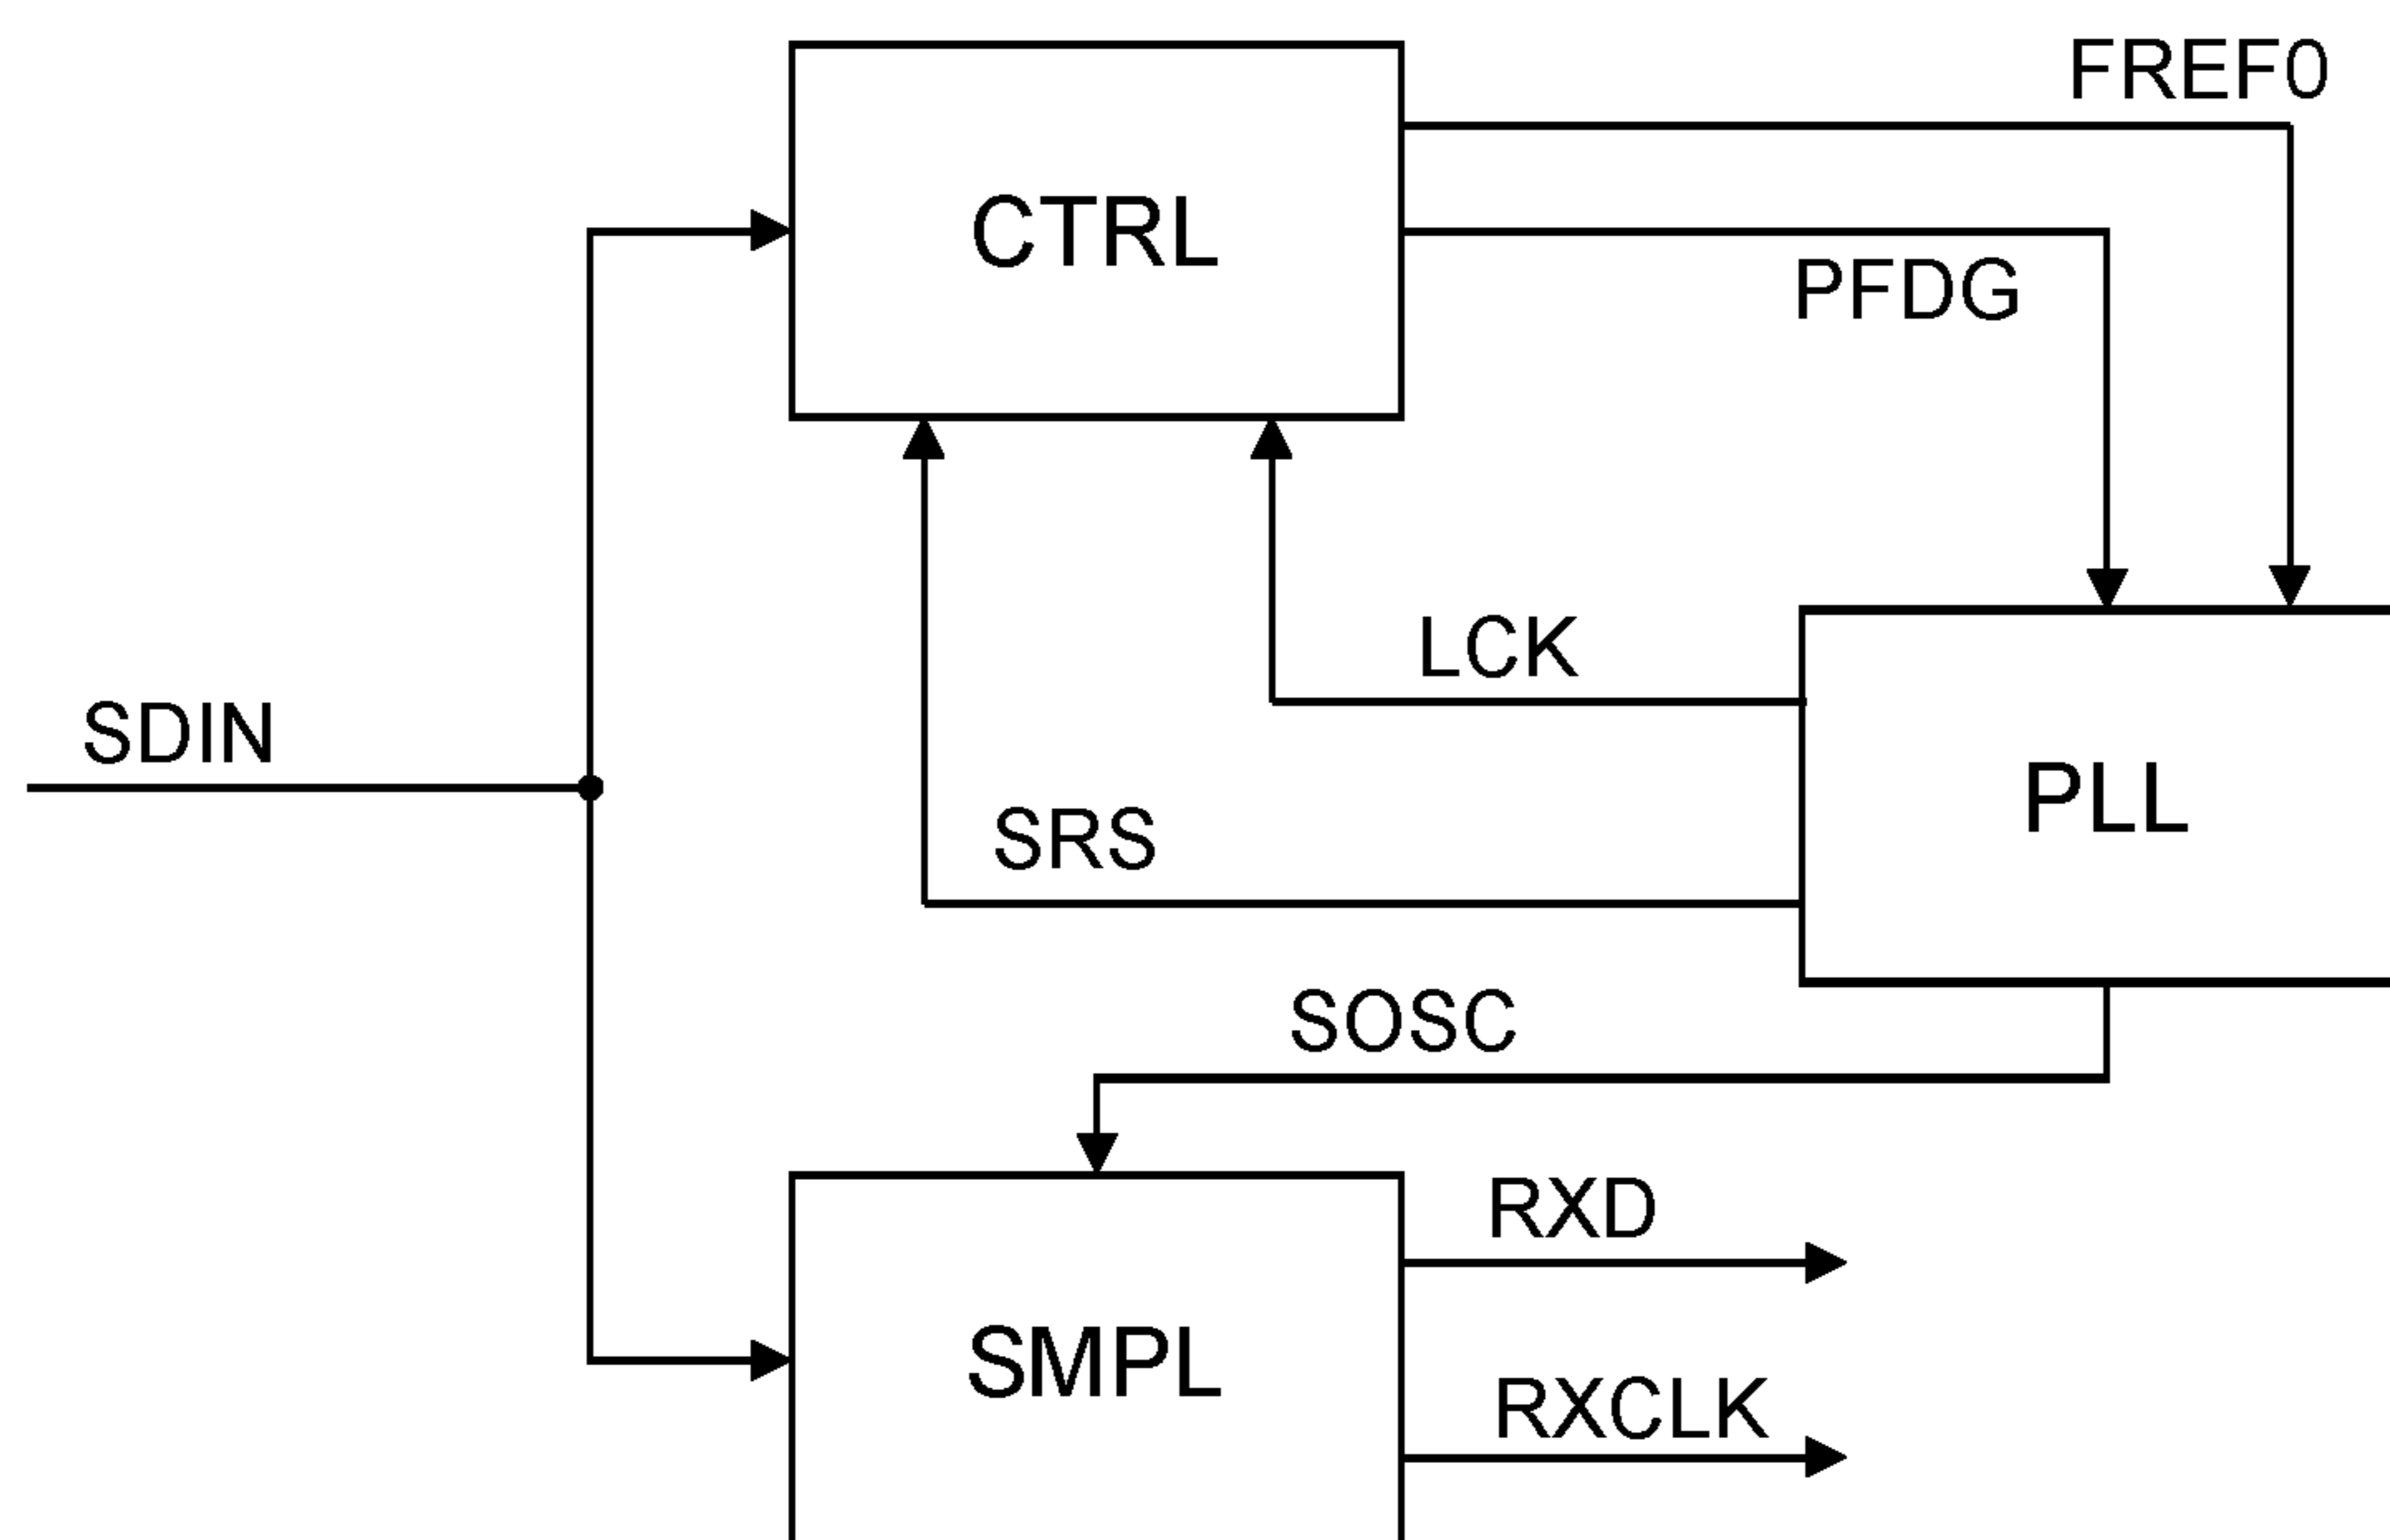 FREF0
CTRL
PFDG
LCK
SDIN
PLL
SRS
SOSC
RXD
SMPL
RXCLK